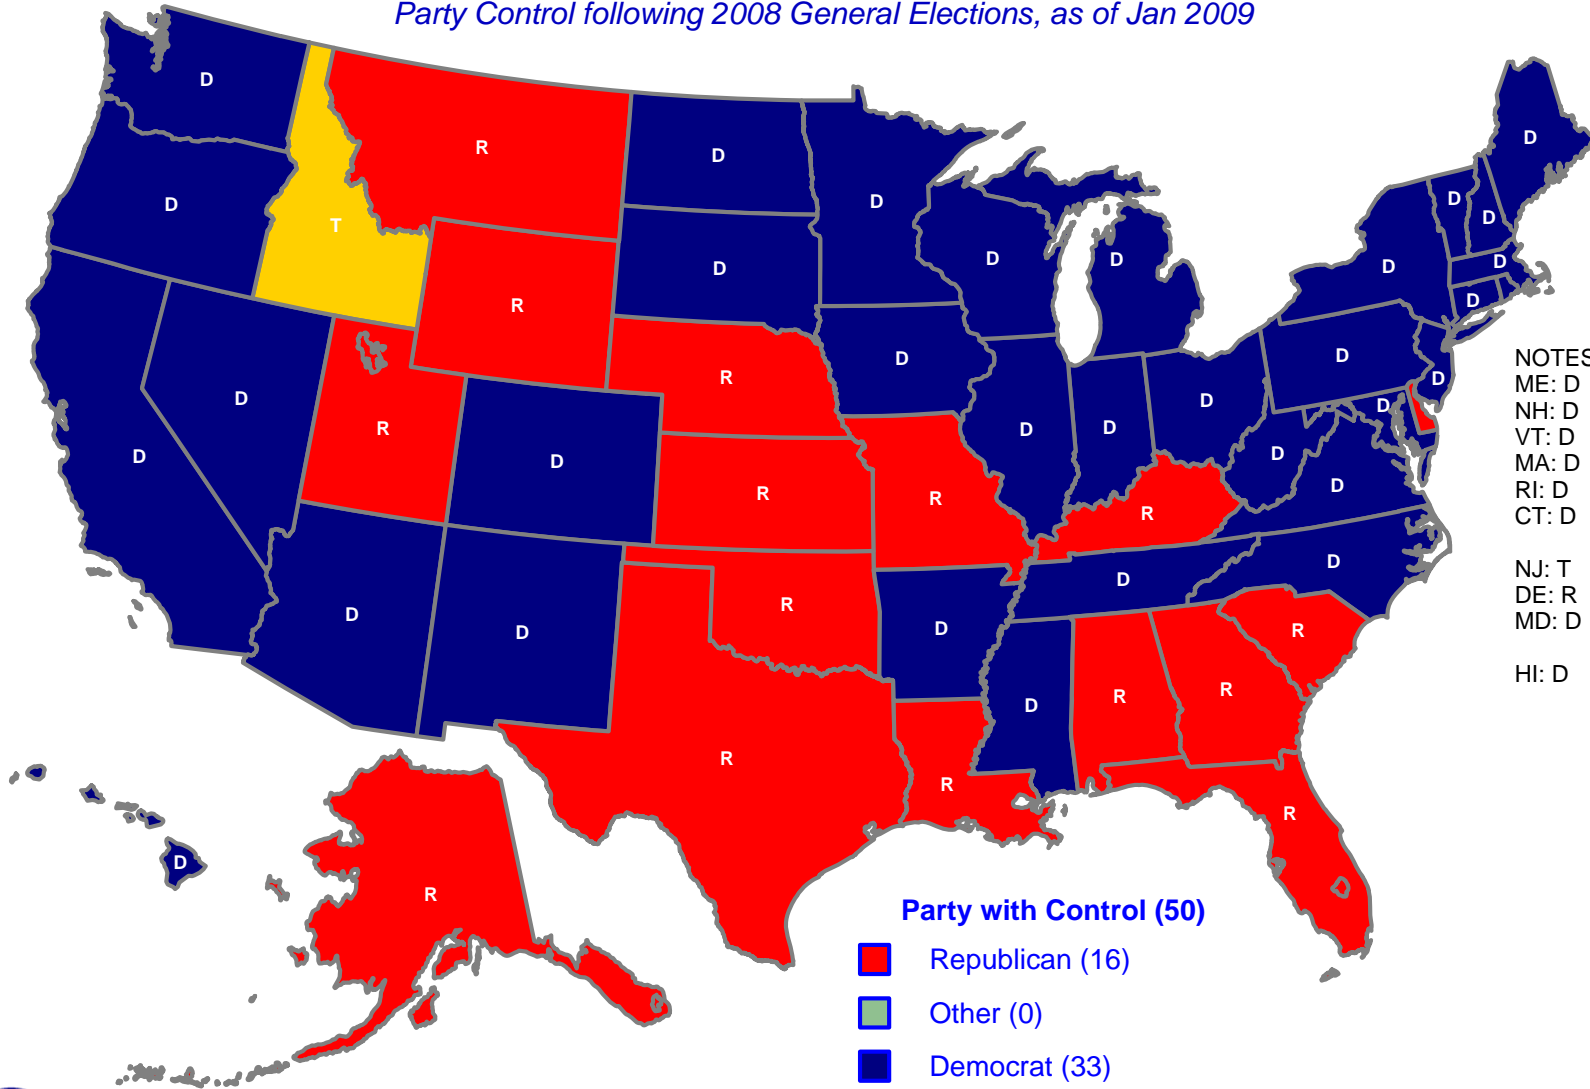 Party Control following 2008 General Elections, as of Jan 2009
D
R
D
D
D
D
D
T
D
D
D
D
D
D
D
D
R
D
D
D
D
NOTES
ME: D
NH: D
VT: D
MA: D
RI: D
CT: D
NJ: T
DE: R
MD: D
HI: D
R
D
D
D
D
R
D
D
D
D
D
R
D
R
R
D
D
R
D
D
D
R
D
D
R
R
R
D
R
R
R
D
R
Party with Control (50)
Republican (16)
Other (0)
Democrat (33)